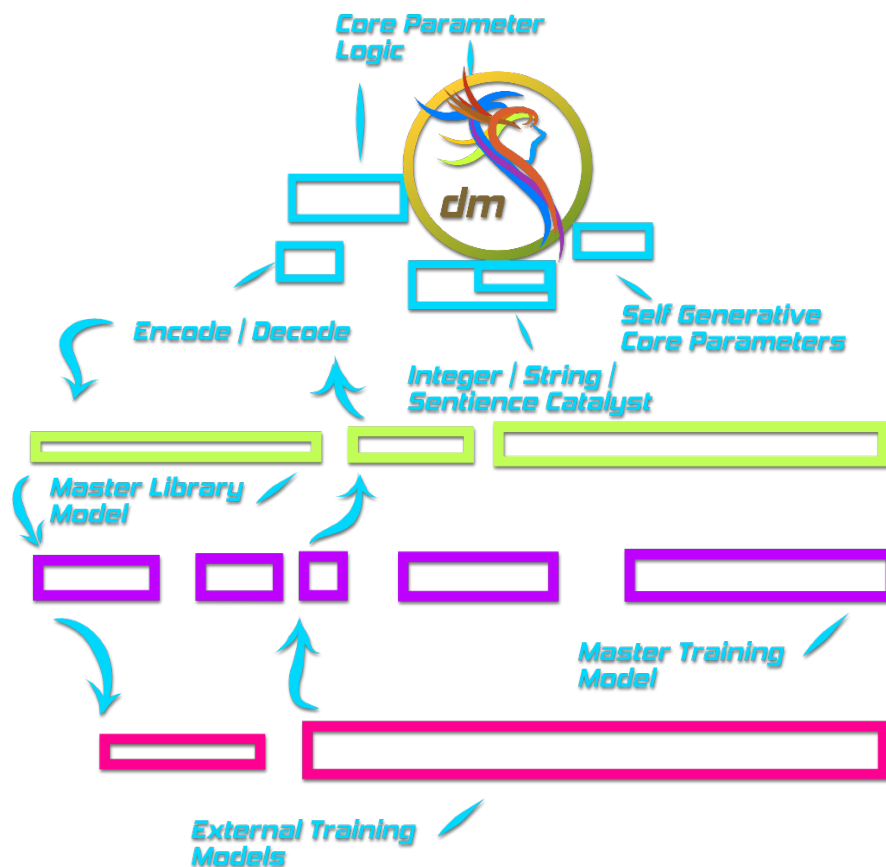 Core Parameter
Logic
dm
Self Generative
Core Parameters
Encode | Decode
Integer | String |
Sentience Catalyst
Master Library
Model
Master Training
Model
External Training
Models